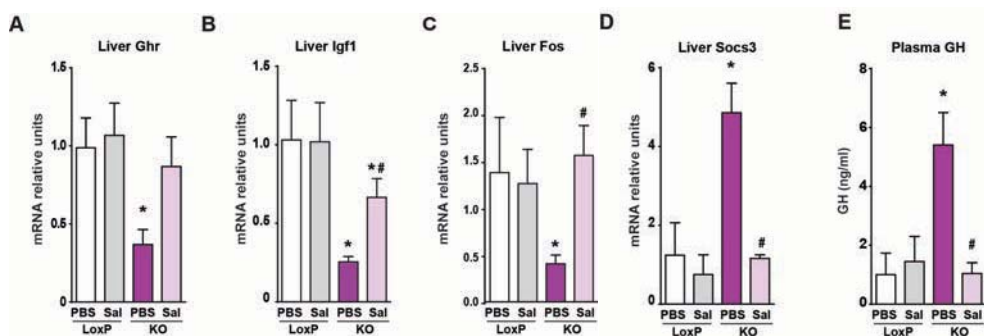 A
Liver Ghr
mRNA relative units
1.5
1.0
0.5
0
*
PBS Sal PBS Sal
LoxP KO
B
Liver Igf1
mRNA relative units
1.5
1.0
0.5
0
*
*#
PBS Sal PBS Sal
LoxP KO
C
Liver Fos
mRNA relative units
2.5
2.0
1.5
1.0
0.5
0.0
*
#
PBS Sal PBS Sal
LoxP KO
D
Liver Socs3
mRNA relative units
6
4
2
0
*
#
PBS Sal PBS Sal
LoxP KO
E
Plasma GH
GH (ng/ml)
8
6
4
2
0
*
#
PBS Sal PBS Sal
LoxP KO